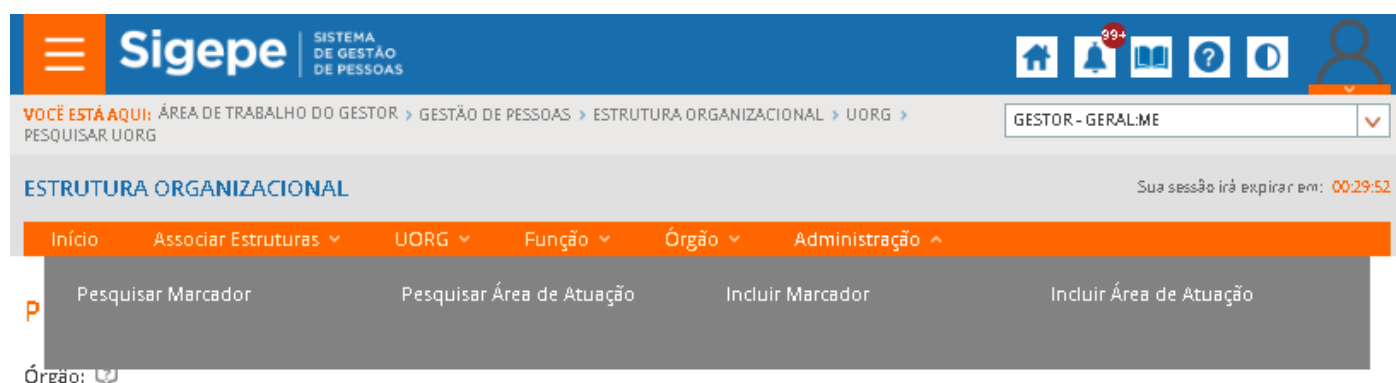 Sigepe
SISTEMA
DE GESTÃO
DE PESSOAS
99+
VOCÊ ESTÁ AQUI: ÁREA DE TRABALHO DO GESTOR > GESTÃO DE PESSOAS > ESTRUTURA ORGANIZACIONAL > UORG >
PESQUISAR UORG
GESTOR - GERAL:ME
ESTRUTURA ORGANIZACIONAL
Sua sessão irá expirar em: 00:29:52
Início Associar Estruturas UORG Função Órgão Administração
Pesquisar Marcador Pesquisar Área de Atuação Incluir Marcador Incluir Área de Atuação
P
Órgão: ?